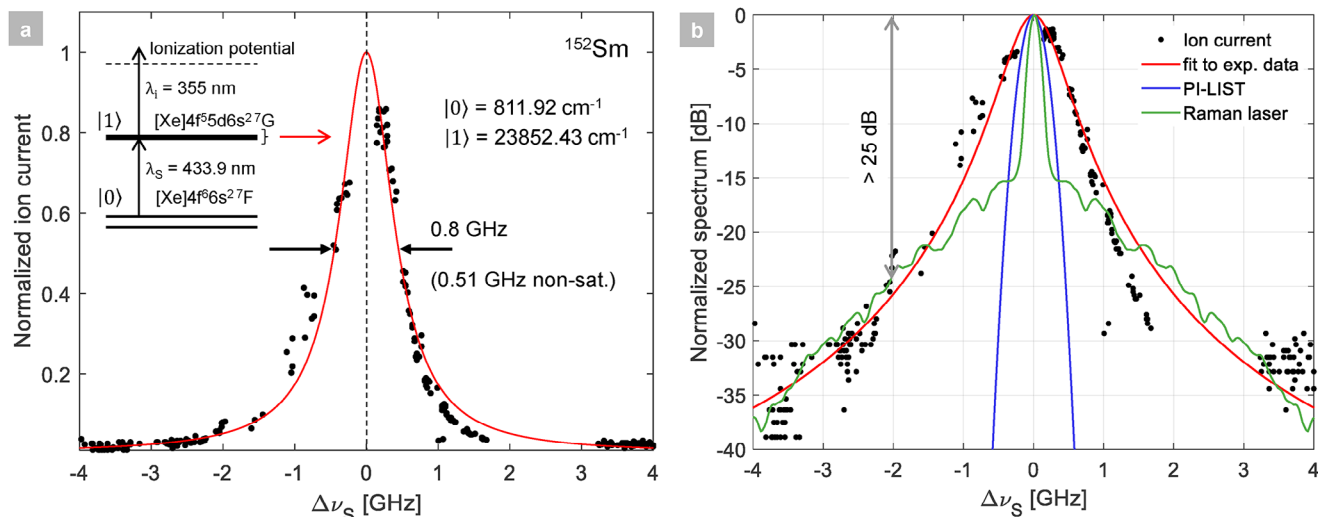 a
Ionization potential
λi = 355 nm
|1⟩
[Xe]4f⁵5d6s²⁷G
λS = 433.9 nm
|0⟩
[Xe]4f⁶6s²⁷F
¹⁵²Sm
|0⟩ = 811.92 cm⁻¹
|1⟩ = 23852.43 cm⁻¹
0.8 GHz
(0.51 GHz non-sat.)
Normalized ion current
1
0.8
0.6
0.4
0.2
-4 -3 -2 -1 0 1 2 3 4
ΔνS [GHz]
b
Ion current
fit to exp. data
PI-LIST
Raman laser
> 25 dB
Normalized spectrum [dB]
0
-5
-10
-15
-20
-25
-30
-35
-40
-4 -3 -2 -1 0 1 2 3 4
ΔνS [GHz]